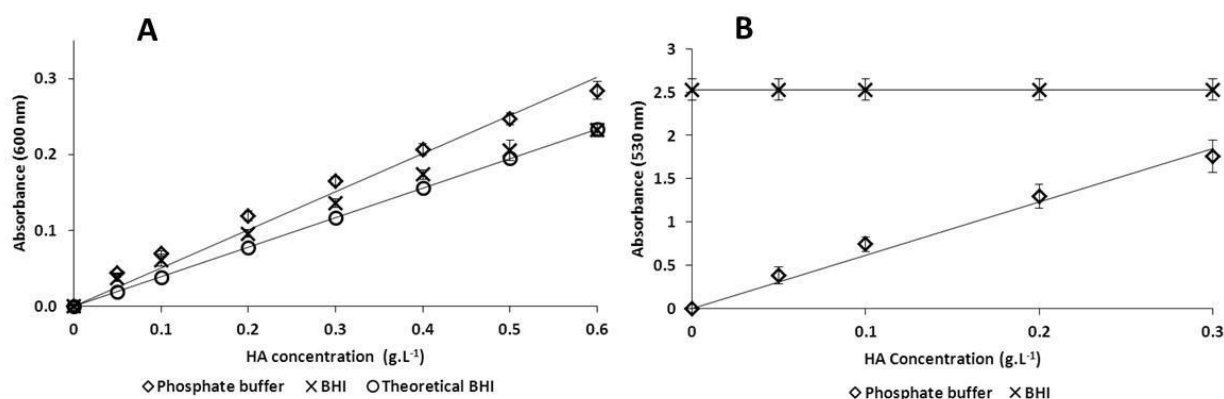 A
Absorbance (600 nm)
0.3
0.2
0.1
0.0
0 0.1 0.2 0.3 0.4 0.5 0.6
HA concentration (g.L-1)
Phosphate buffer BHI Theoretical BHI
B
Absorbance (530 nm)
3
2.5
2
1.5
1
0.5
0
0 0.1 0.2 0.3
HA Concentration (g.L-1)
Phosphate buffer BHI